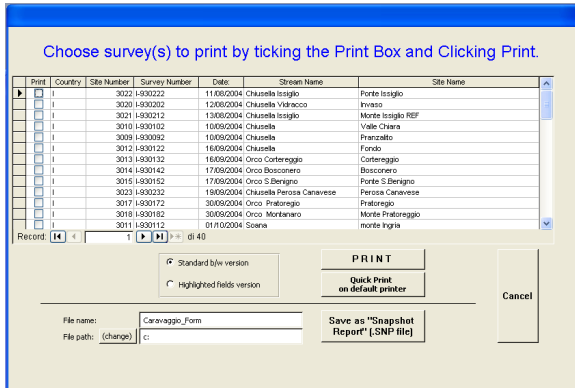 Choose survey(s) to print by ticking the Print Box and Clicking Print.
Print Country Site Number Survey Number Date: Stream Name Site Name
I 3022 I-930222 11/08/2004 Chiusella Issiglio Ponte Issiglio
I 3020 I-930202 12/08/2004 Chiusella Vidracco Invaso
I 3021 I-930212 13/08/2004 Chiusella Issiglio Monte Issiglio REF
I 3010 I-930102 10/09/2004 Chiusella Valle Chiara
I 3009 I-930092 10/09/2004 Chiusella Pranzalito
I 3012 I-930122 16/09/2004 Chiusella Fondo
I 3013 I-930132 16/09/2004 Orco Cortereggio Cortereggio
I 3014 I-930142 17/09/2004 Orco Bosconero Bosconero
I 3015 I-930152 17/09/2004 Orco S.Benigno Ponte S.Benigno
I 3023 I-930232 19/09/2004 Chiusella Perosa Canavese Perosa Canavese
I 3017 I-930172 30/09/2004 Orco Pratoregio Pratoregio
I 3018 I-930182 30/09/2004 Orco Montanaro Monte Pratoreggio
I 3011 I-930112 01/10/2004 Soana monte Ingria
Record: 1 di 40
Standard b/w version
Highlighted fields version
PRINT
Quick Print
on default printer
Cancel
File name: Caravaggio_Form
File path: (change) c:
Save as "Snapshot
Report" (.SNP file)